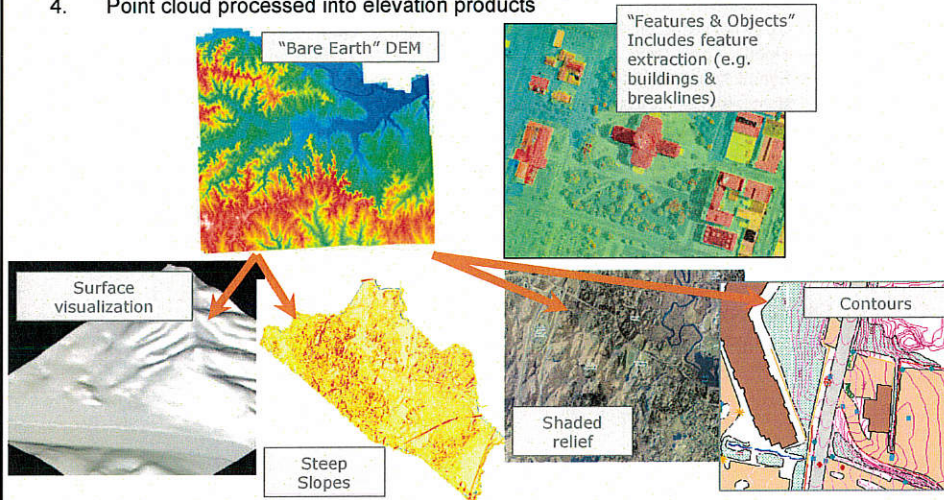 4. Point cloud processed into elevation products
"Bare Earth" DEM
"Features & Objects"
Includes feature
extraction (e.g.
buildings &
breaklines)
Surface
visualization
Steep
Slopes
Shaded
relief
Contours